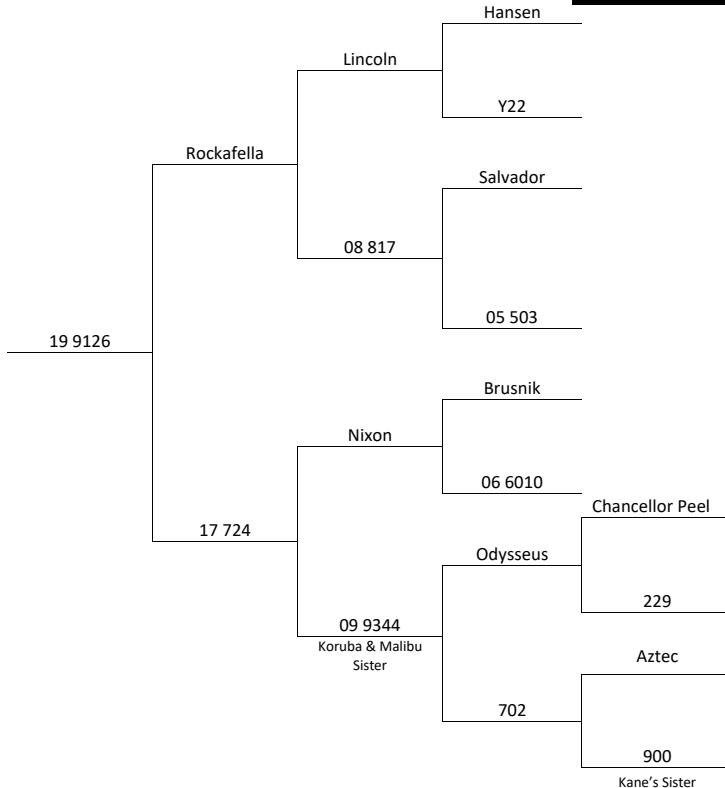 Hansen
Lincoln
Y22
Rockafella
Salvador
08 817
05 503
19 9126
Brusnik
Nixon
06 6010
Chancellor Peel
17 724
Odysseus
229
09 9344
Koruba & Malibu
Sister
Aztec
702
900
Kane's Sister